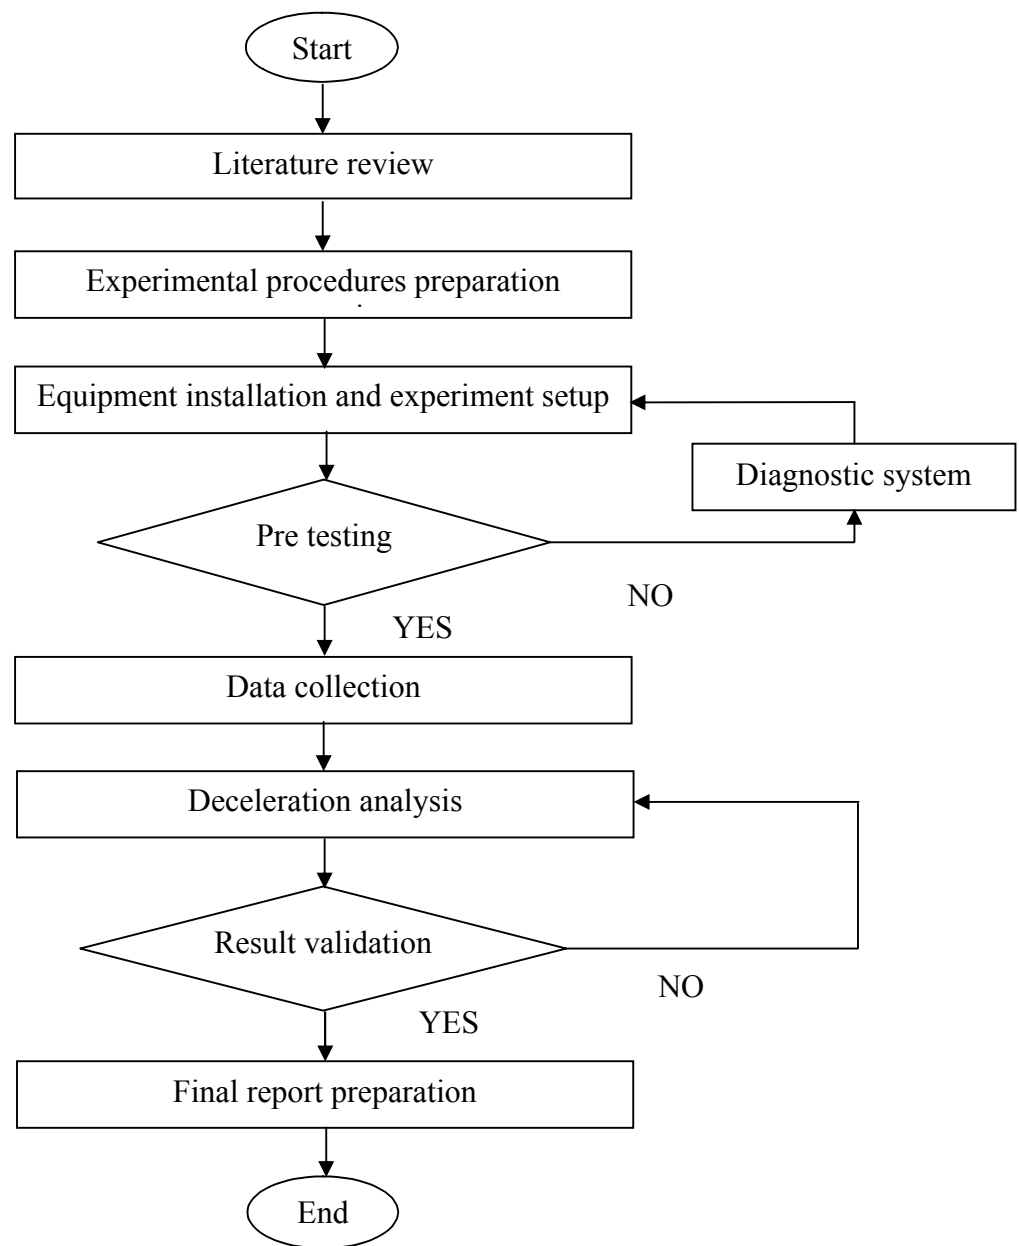 Start
Literature review
Experimental procedures preparation
.
Equipment installation and experiment setup
Diagnostic system
Pre testing
NO
YES
Data collection
Deceleration analysis
Result validation
NO
YES
Final report preparation
End